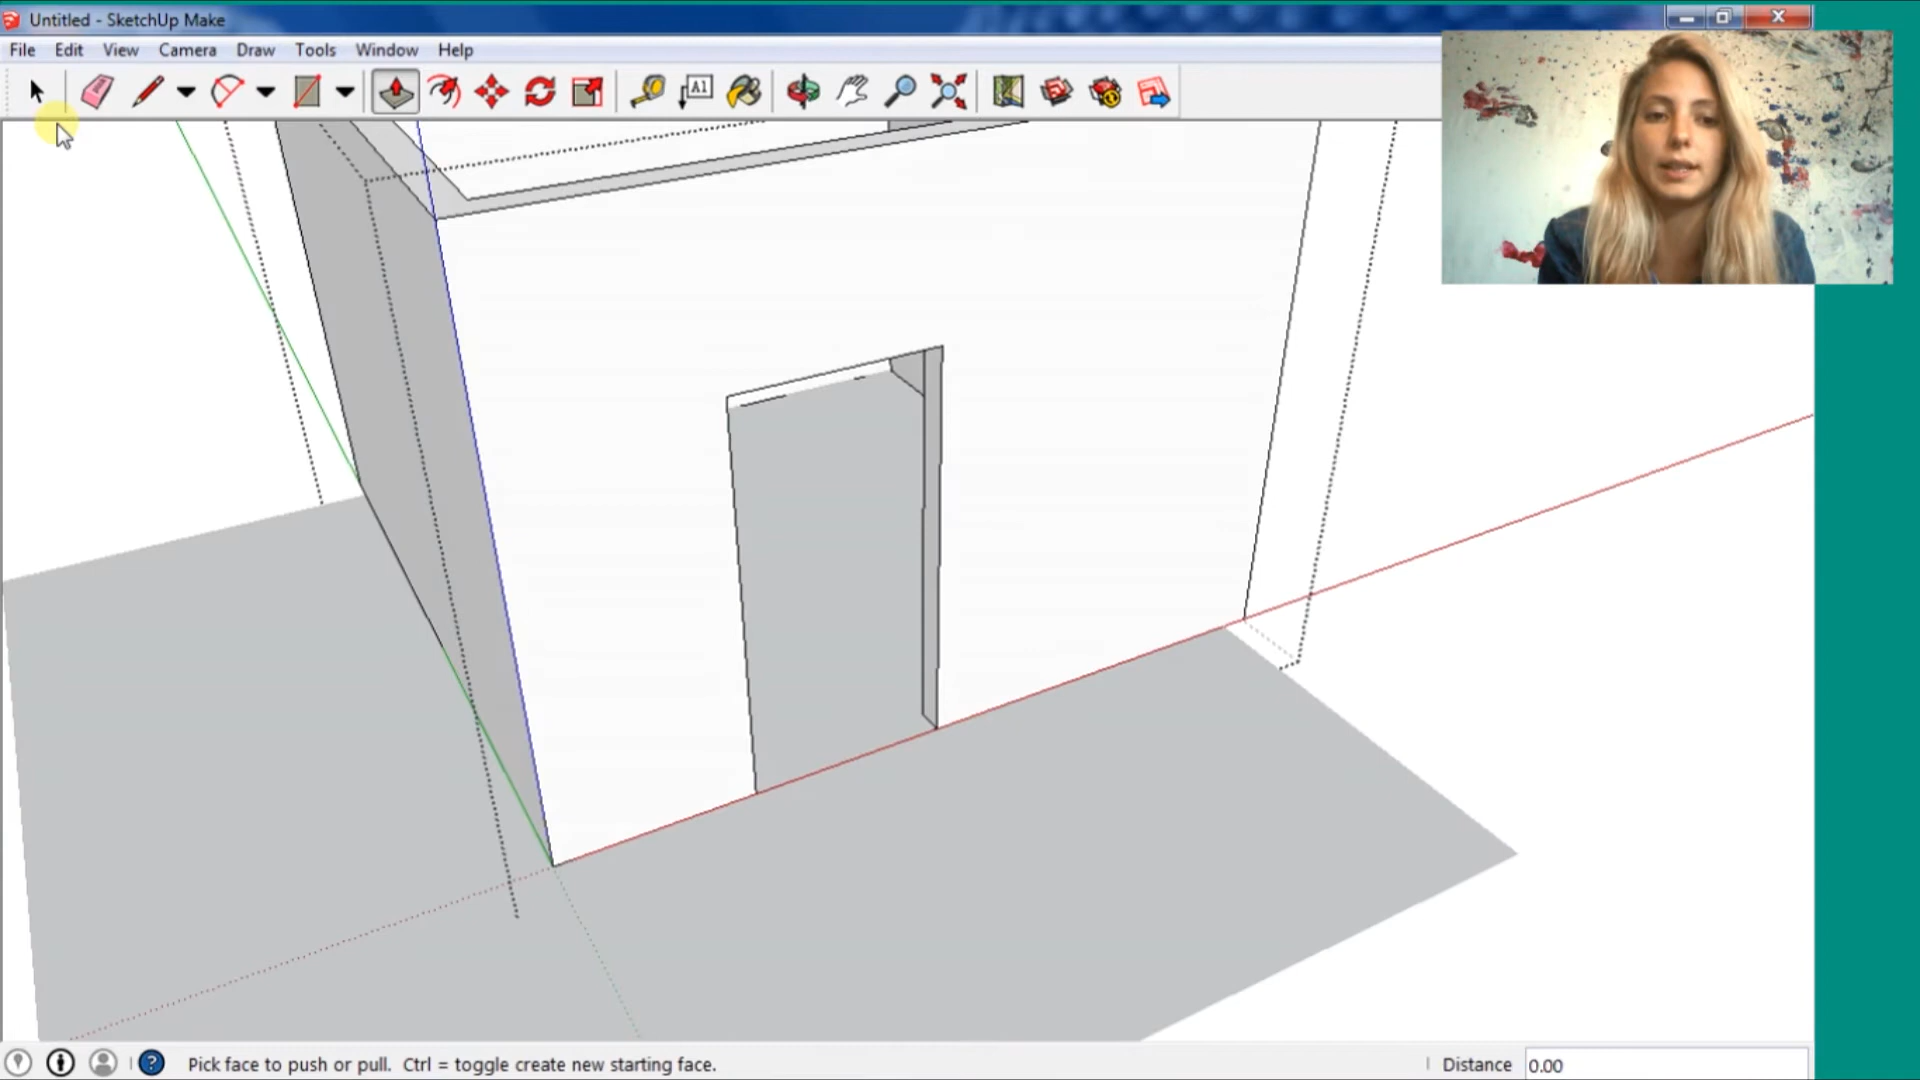 Untitled - SketchUp Make
File Edit View Camera Draw Tools Window Help
A1
Pick face to push or pull. Ctrl = toggle create new starting face.
Distance 0.00